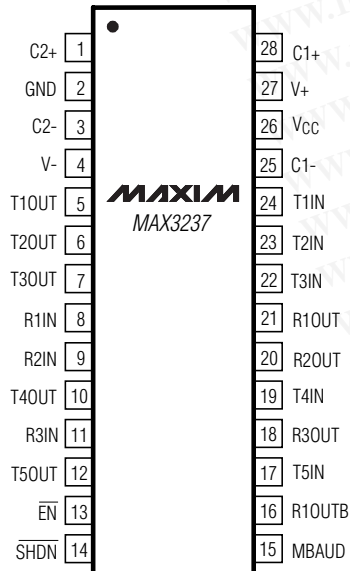 C2+ 1 28 C1+
GND 2 27 V+
C2- 3 26 VCC
V- 4 25 C1-
T1OUT 5 MAXIM 24 T1IN
MAX3237
T2OUT 6 23 T2IN
T3OUT 7 22 T3IN
R1IN 8 21 R1OUT
R2IN 9 20 R2OUT
T4OUT 10 19 T4IN
R3IN 11 18 R3OUT
T5OUT 12 17 T5IN
EN 13 16 R1OUTB
SHDN 14 15 MBAUD